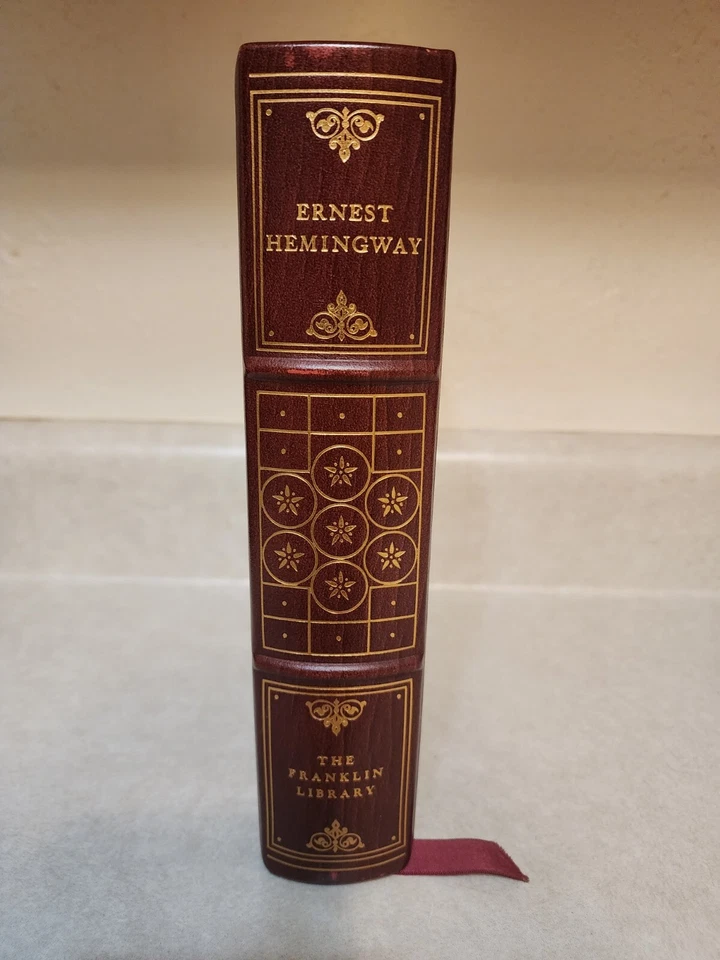 ERNEST
HEMINGWAY
THE
FRANKLIN
LIBRARY